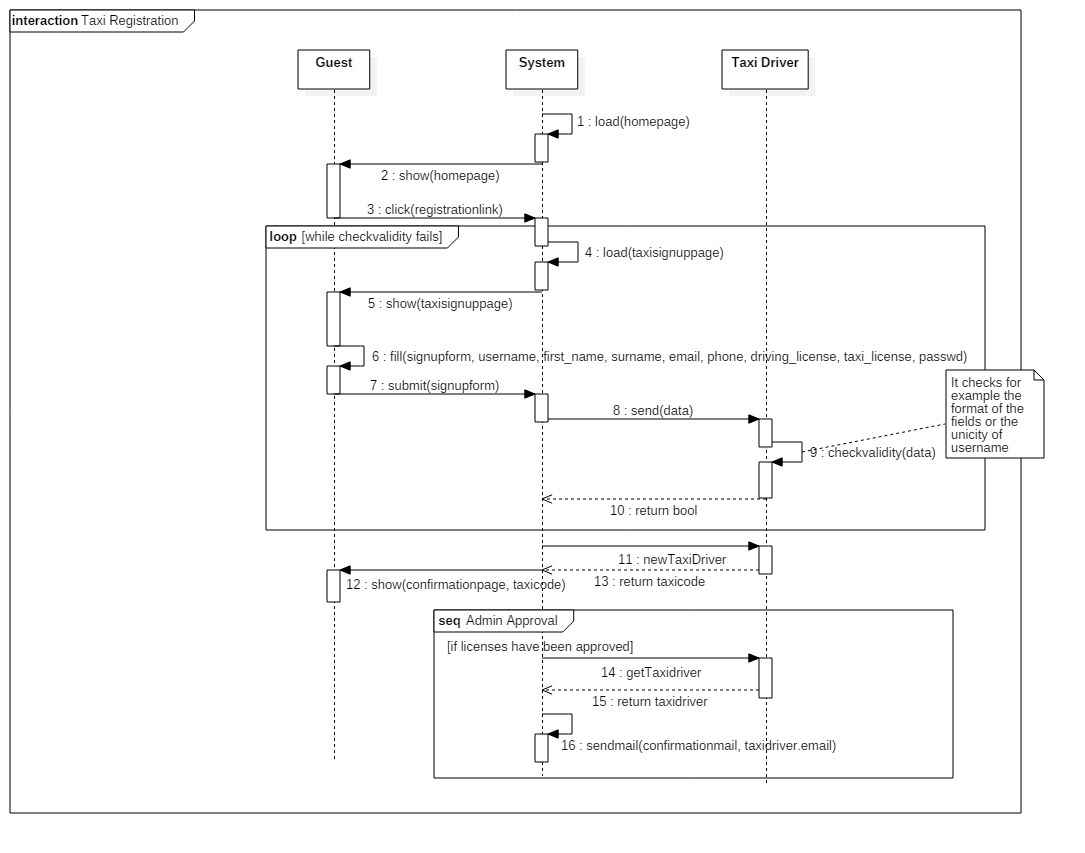 interaction Taxi Registration
Guest
System
Taxi Driver
1 : load(homepage)
2 : show(homepage)
3 : click(registrationlink)
loop [while checkvalidity fails]
4 : load(taxisignuppage)
5 : show(taxisignuppage)
6 : fill(signupform, username, first_name, surname, email, phone, driving_license, taxi_license, passwd)
7 : submit(signupform)
8 : send(data)
It checks for
example the
format of the
fields or the
unicity of
username
9 : checkvalidity(data)
10 : return bool
11 : newTaxiDriver
12 : show(confirmationpage, taxicode)
13 : return taxicode
seq Admin Approval
[if licenses have been approved]
14 : getTaxidriver
15 : return taxidriver
16 : sendmail(confirmationmail, taxidriver.email)